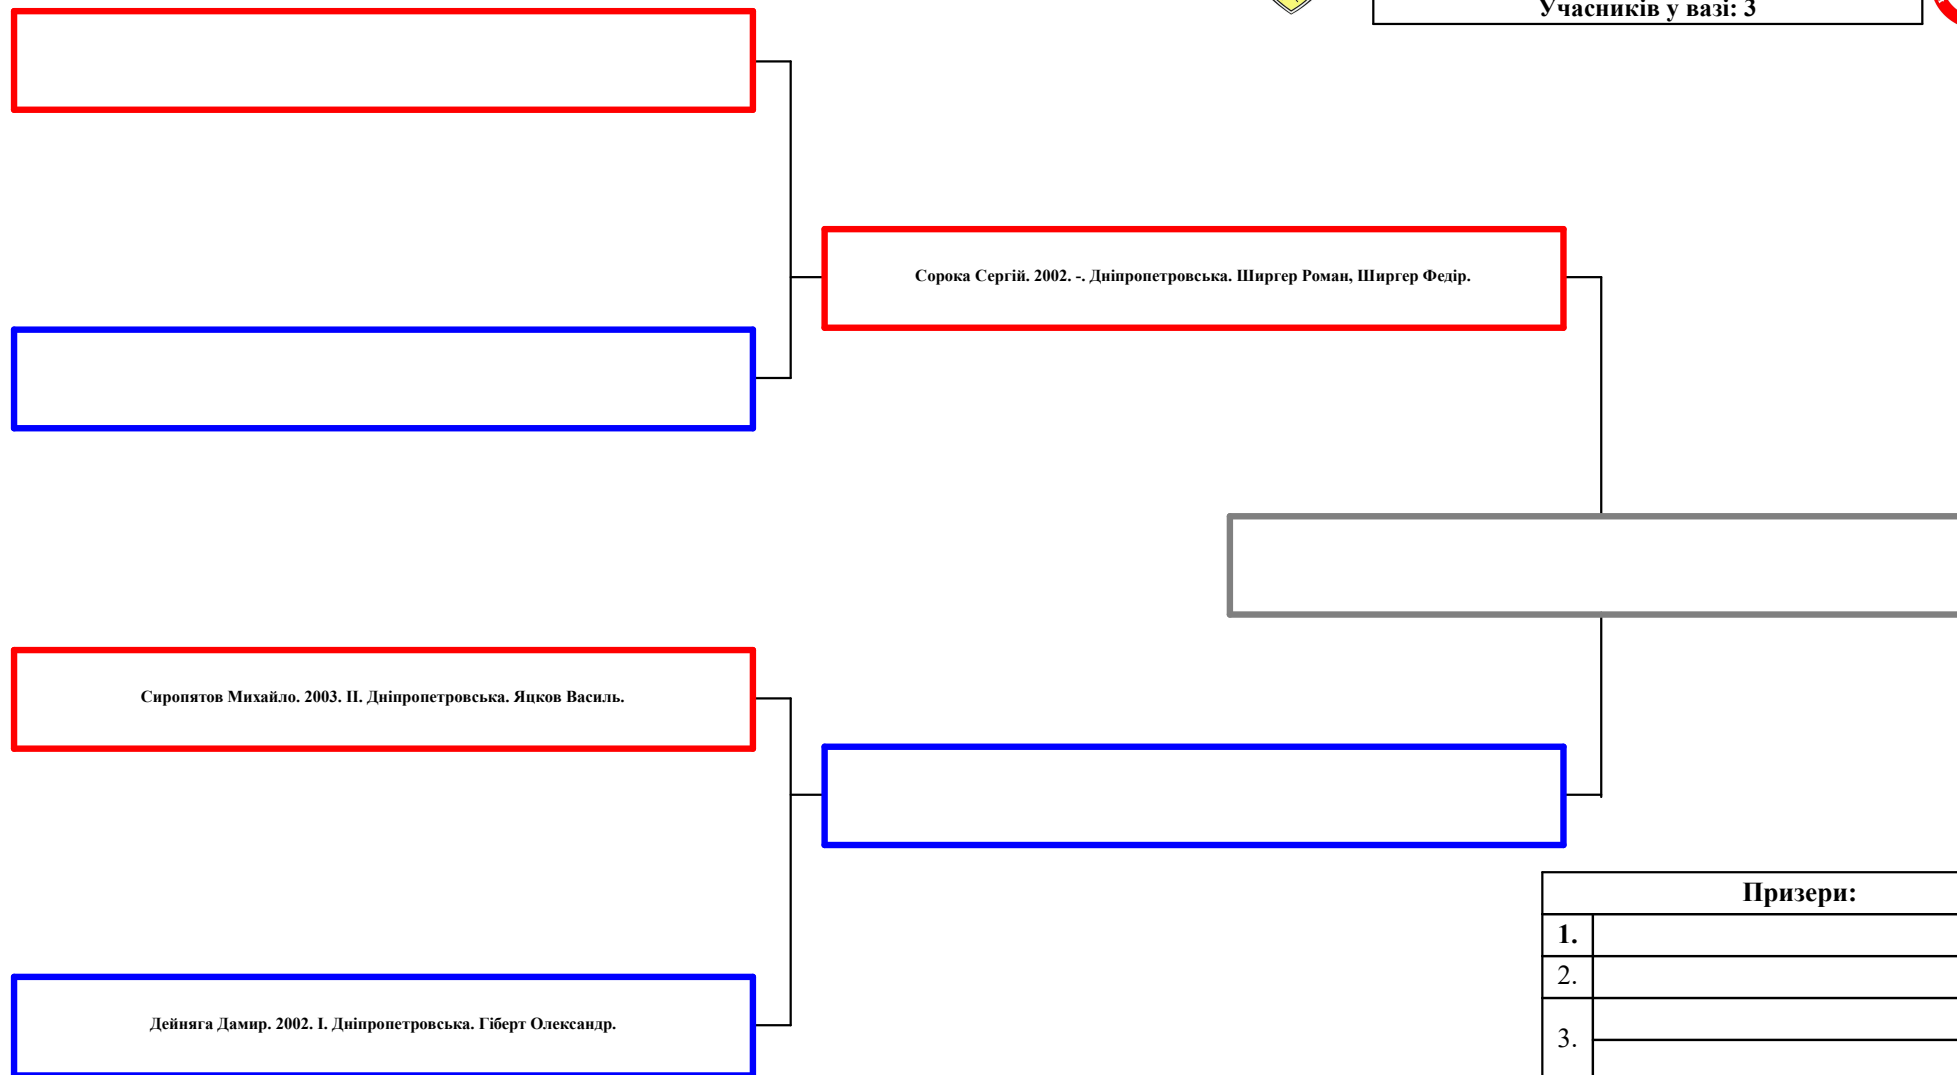 Учасників у вазі: 3
Сорока Сергій. 2002. -. Дніпропетровська. Ширгер Роман, Ширгер Федір.
Сиропятов Михайло. 2003. II. Дніпропетровська. Яцков Василь.
Дейняга Дамир. 2002. I. Дніпропетровська. Гіберт Олександр.
Призери:
1.
2.
3.